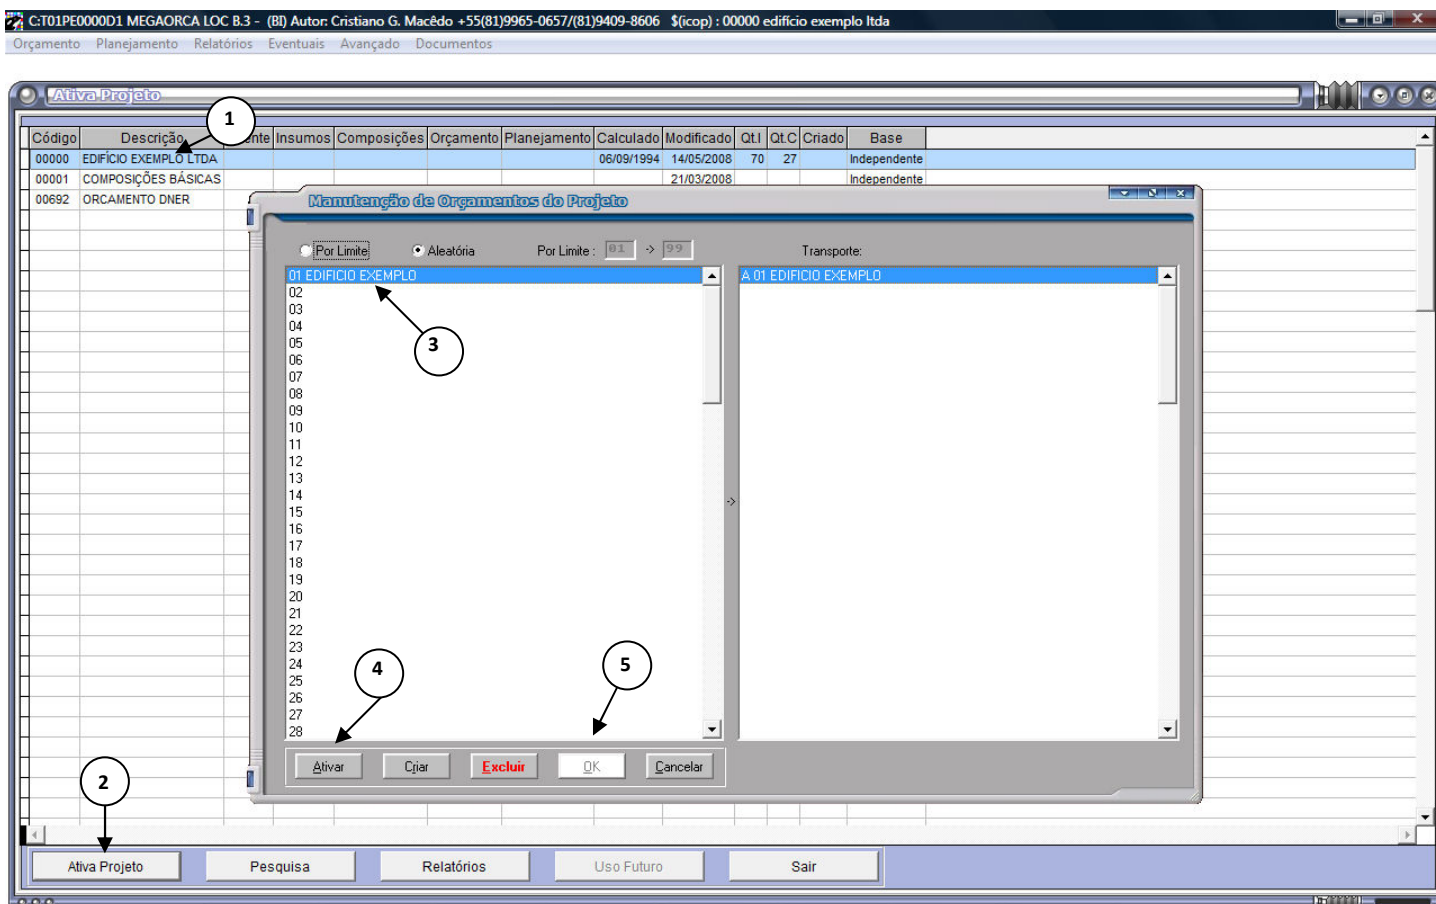 C:T01PE0000D1 MEGAORCA LOC B.3 - (BI) Autor: Cristiano G. Macêdo +55(81)9965-0657/(81)9409-8606 $(icop) : 00000 edifício exemplo ltda
Orçamento Planejamento Relatórios Eventuais Avançado Documentos
Ativa Projeto
1
Código Descrição ente Insumos Composições Orçamento Planejamento Calculado Modificado Qt.I Qt.C Criado Base
00000 EDIFÍCIO EXEMPLO LTDA 06/09/1994 14/05/2008 70 27 Independente
00001 COMPOSIÇÕES BÁSICAS 21/03/2008 Independente
00692 ORCAMENTO DNER
Manutenção de Orçamentos do Projeto
Por Limite Aleatória Por Limite : 01 -> 99 Transporte:
01 EDIFICIO EXEMPLO A 01 EDIFICIO EXEMPLO
02
03
04
05
3
06
07
08
09
10
11
12
13
14
->
15
16
17
18
19
20
21
22
23
24
4
5
25
26
27
28
Ativar Criar Excluir OK Cancelar
2
Ativa Projeto Pesquisa Relatórios Uso Futuro Sair